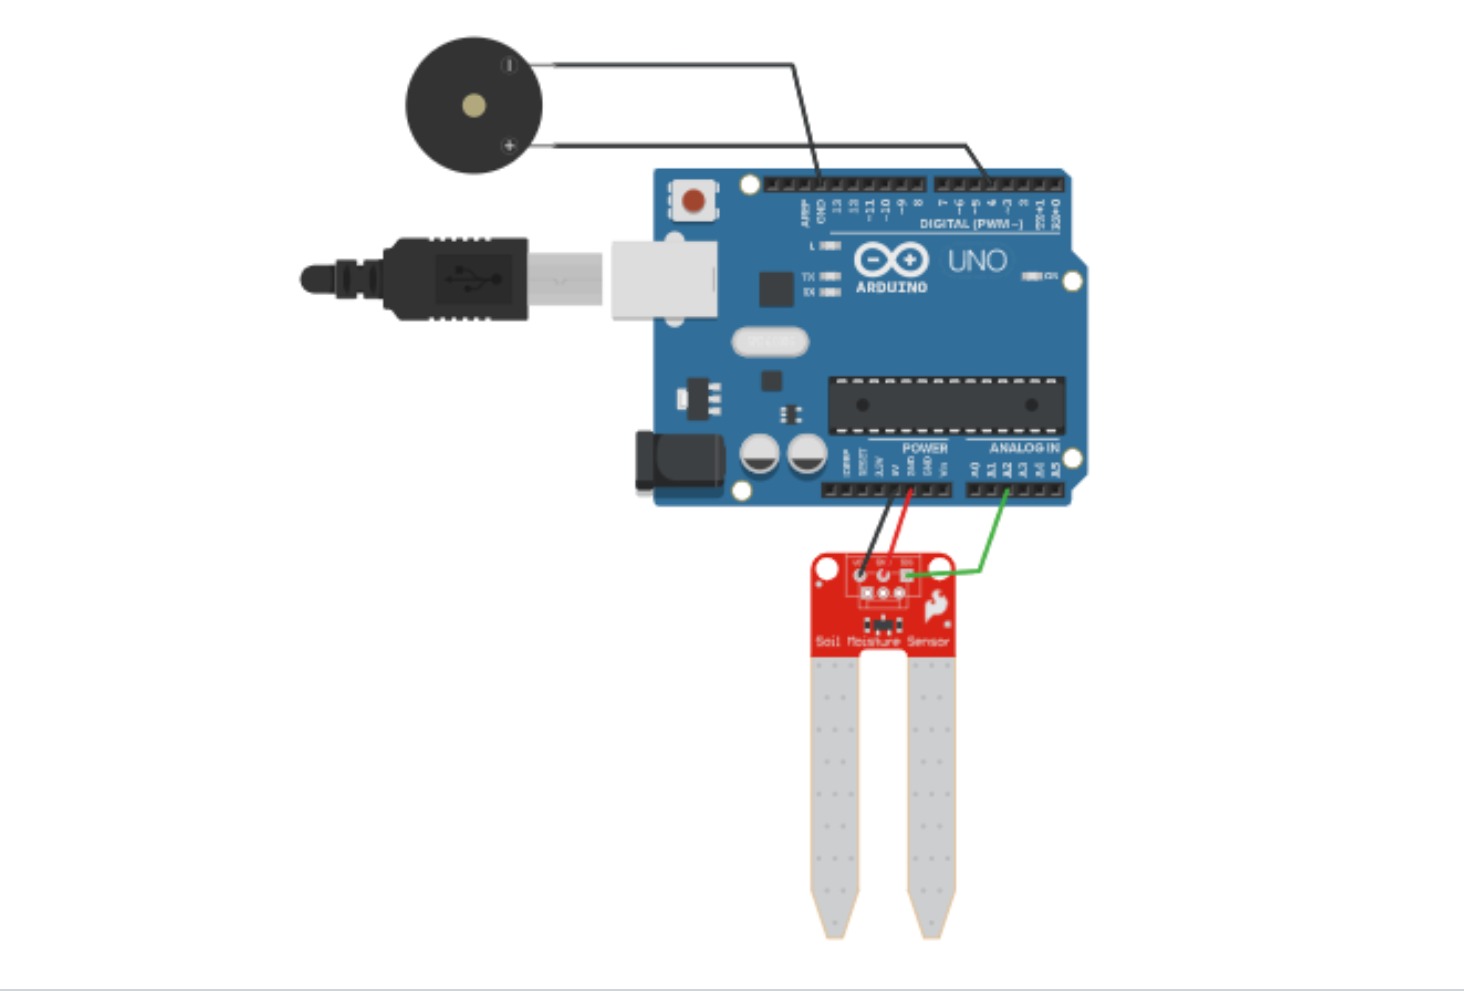 AREF
GND
13
12
~11
~10
~9
8
7
~6
~5
4
~3
2
TX→1
RX←0
DIGITAL (PWM~)
L
TX
RX
UNO
ARDUINO
ON
POWER
ANALOG IN
IOREF
RESET
3.3V
5V
GND
GND
Vin
A0
A1
A2
A3
A4
A5
SIG
Soil Moisture Sensor